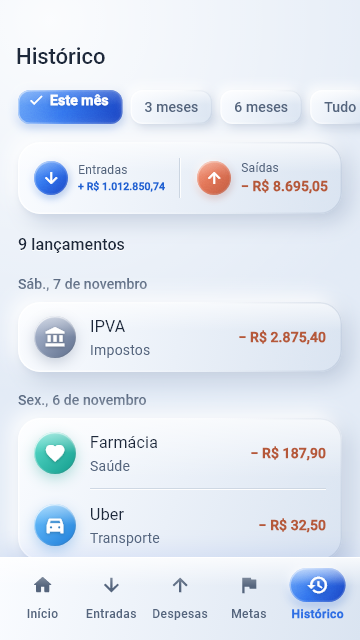 Histórico
Este mês
3 meses
6 meses
Tudo
Entradas
+ R$ 1.012.850,74
Saídas
− R$ 8.695,05
9 lançamentos
Sáb., 7 de novembro
IPVA
− R$ 2.875,40
Impostos
Sex., 6 de novembro
Farmácia
− R$ 187,90
Saúde
Uber
− R$ 32,50
Transporte
Início
Entradas
Despesas
Metas
Histórico